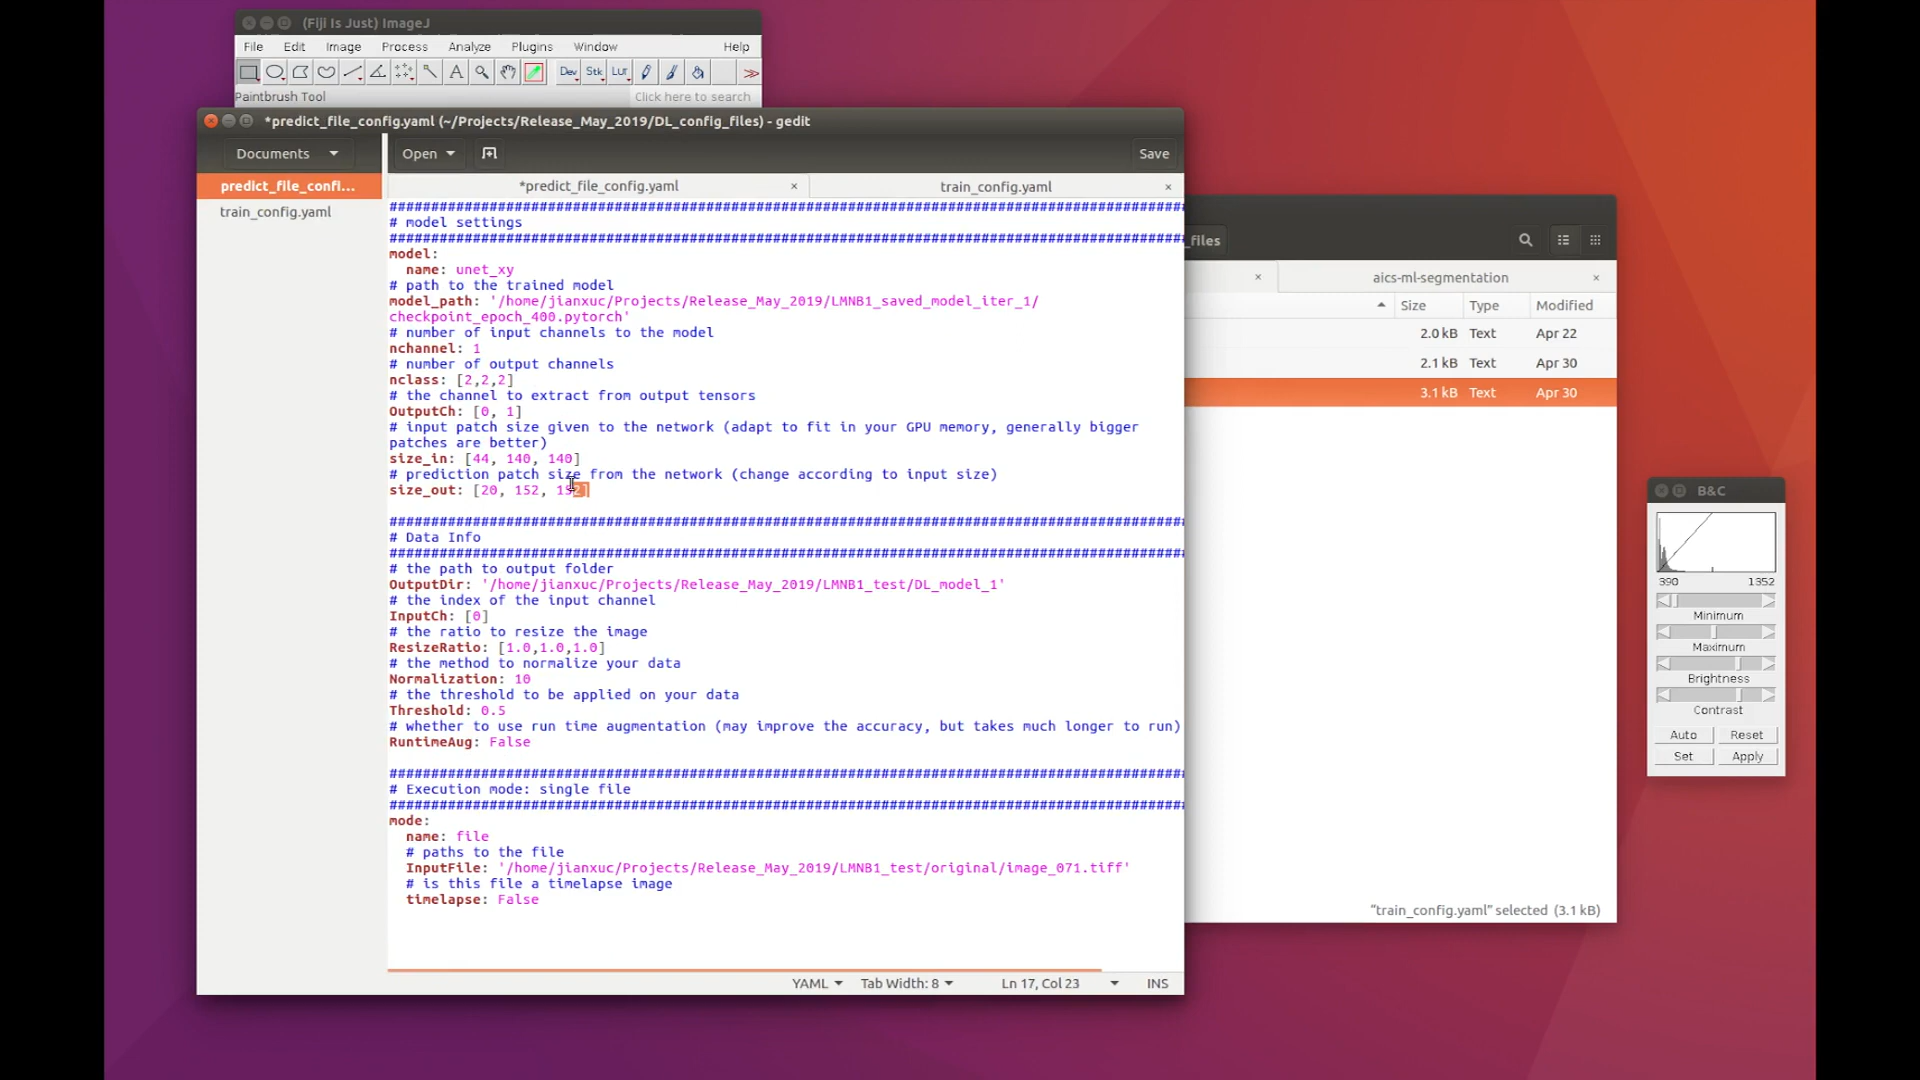 (Fiji Is Just) ImageJ
File Edit Image Process Analyze Plugins Window Help
Dev Stk Lut
Paintbrush Tool Click here to search
*predict_file_config.yaml (~/Projects/Release_May_2019/DL_config_files) - gedit
Documents Open Save
predict_file_confi... *predict_file_config.yaml × train_config.yaml ×
train_config.yaml
# model settings
model:
name: unet_xy
# path to the trained model
model_path: '/home/jianxuc/Projects/Release_May_2019/LMNB1_saved_model_iter_1/
checkpoint_epoch_400.pytorch'
# number of input channels to the model
nchannel: 1
# number of output channels
nclass: [2,2,2]
# the channel to extract from output tensors
OutputCh: [0, 1]
# input patch size given to the network (adapt to fit in your GPU memory, generally bigger
patches are better)
size_in: [44, 140, 140]
# prediction patch size from the network (change according to input size)
size_out: [20, 152, 152]
# Data Info
# the path to output folder
OutputDir: '/home/jianxuc/Projects/Release_May_2019/LMNB1_test/DL_model_1'
# the index of the input channel
InputCh: [0]
# the ratio to resize the image
ResizeRatio: [1.0,1.0,1.0]
# the method to normalize your data
Normalization: 10
# the threshold to be applied on your data
Threshold: 0.5
# whether to use run time augmentation (may improve the accuracy, but takes much longer to run)
RuntimeAug: False
# Execution mode: single file
mode:
name: file
# paths to the file
InputFile: '/home/jianxuc/Projects/Release_May_2019/LMNB1_test/original/image_071.tiff'
# is this file a timelapse image
timelapse: False
YAML Tab Width: 8 Ln 17, Col 23 INS
_files
× aics-ml-segmentation ×
Size Type Modified
2.0 kB Text Apr 22
2.1 kB Text Apr 30
3.1 kB Text Apr 30
“train_config.yaml” selected (3.1 kB)
B&C
390 1352
Minimum
Maximum
Brightness
Contrast
Auto Reset
Set Apply